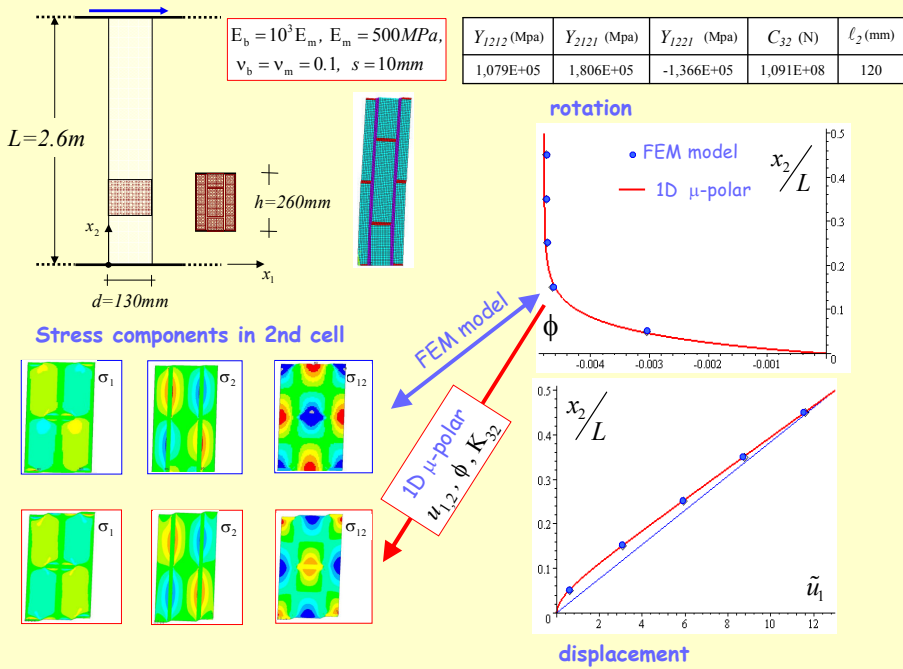 E_b = 10^3 E_m, E_m = 500MPa,
ν_b = ν_m = 0.1, s = 10mm
Y_1212 (Mpa) Y_2121 (Mpa) Y_1221 (Mpa) C_32 (N) ℓ_2 (mm)
1,079E+05 1,806E+05 -1,366E+05 1,091E+08 120
L=2.6m
x_2
x_1
d=130mm
h=260mm
rotation
FEM model
1D μ-polar
x_2/L
0.5
0.4
0.3
0.2
0.1
0
ϕ
-0.004 -0.003 -0.002 -0.001
Stress components in 2nd cell
σ_1 σ_2 σ_12
σ_1 σ_2 σ_12
FEM model
1D μ-polar
u_1,2 , ϕ , K_32
x_2/L
0.5
0.4
0.3
0.2
0.1
0
ũ_1
2 4 6 8 10 12
displacement